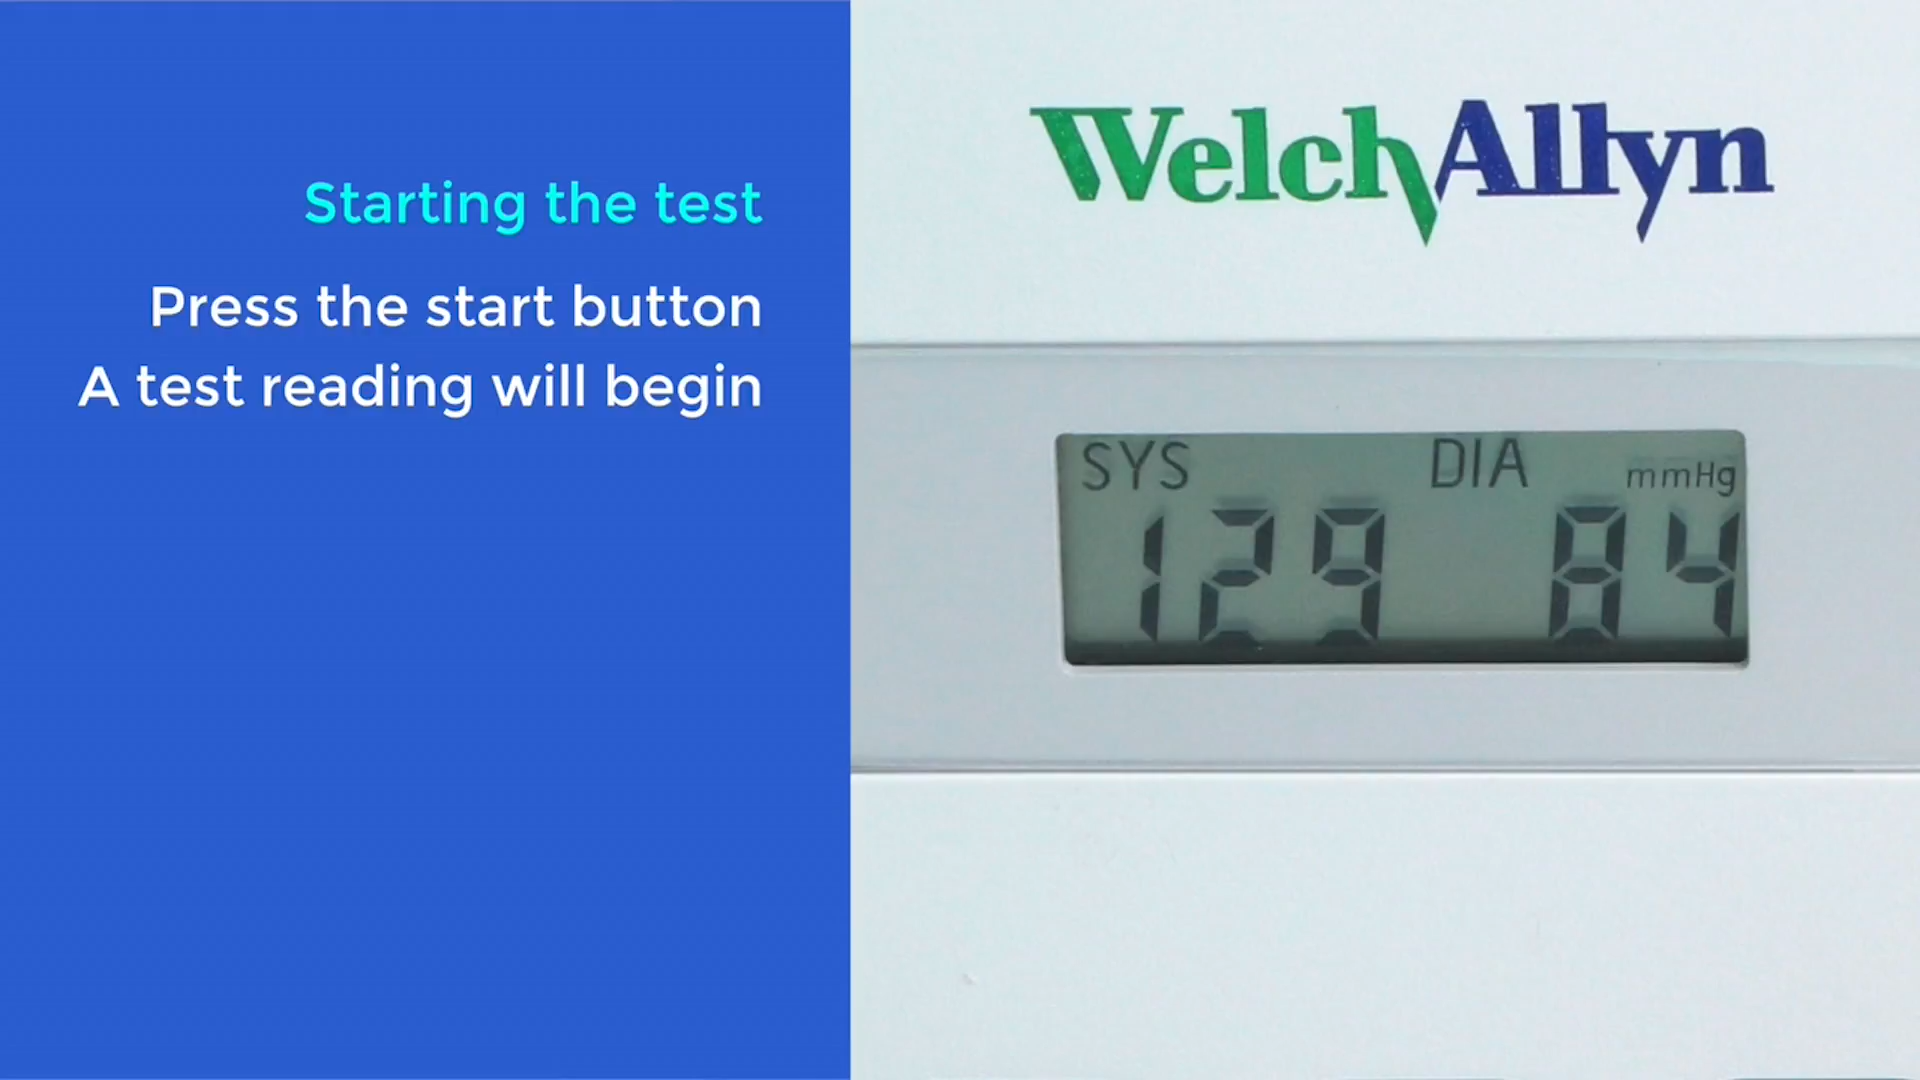 Starting the test
Press the start button
A test reading will begin
WelchAllyn
SYS DIA mmHg
129 84